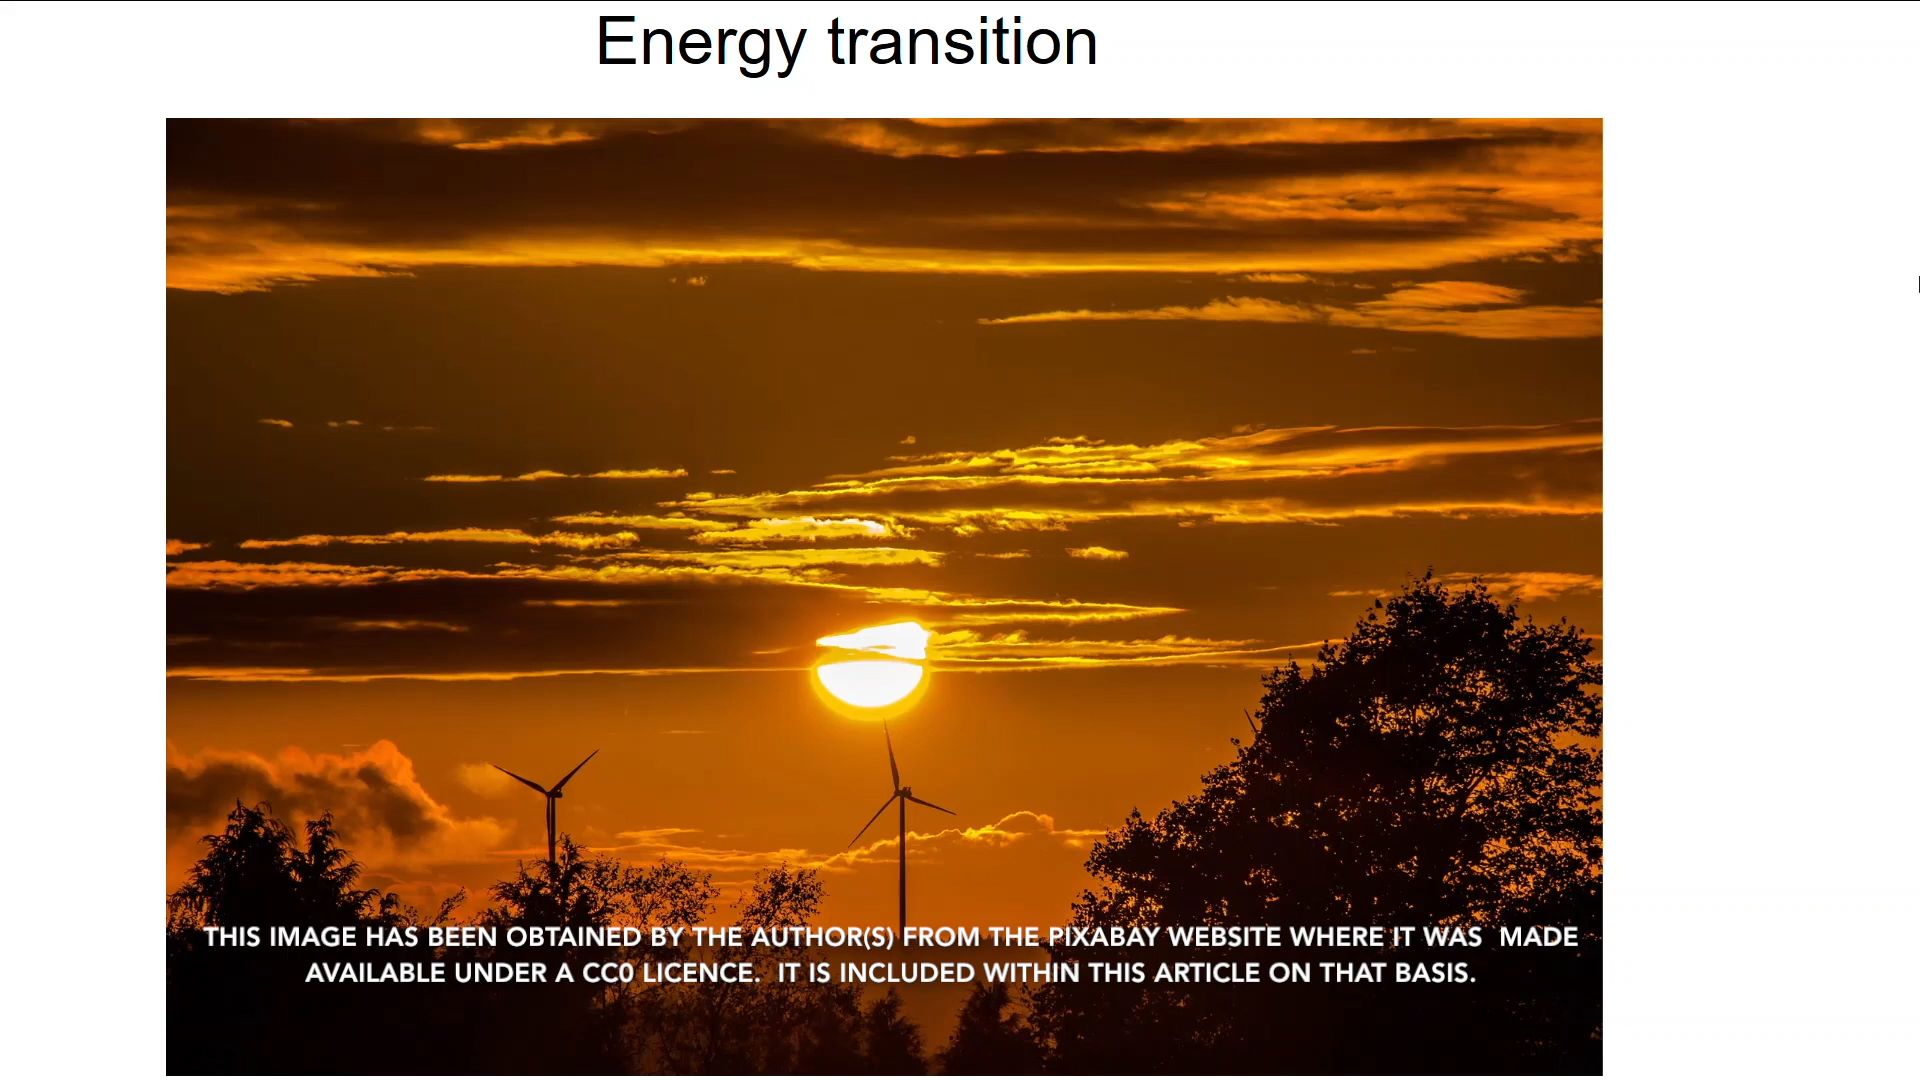 Energy transition
THIS IMAGE HAS BEEN OBTAINED BY THE AUTHOR(S) FROM THE PIXABAY WEBSITE WHERE IT WAS  MADE
AVAILABLE UNDER A CC0 LICENCE.  IT IS INCLUDED WITHIN THIS ARTICLE ON THAT BASIS.